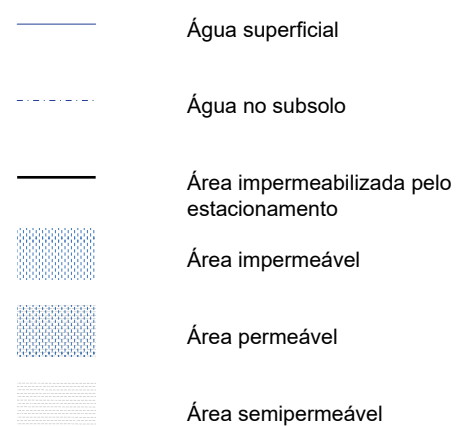 Água superficial
Água no subsolo
Área impermeabilizada pelo
estacionamento
Área impermeável
Área permeável
Área semipermeável